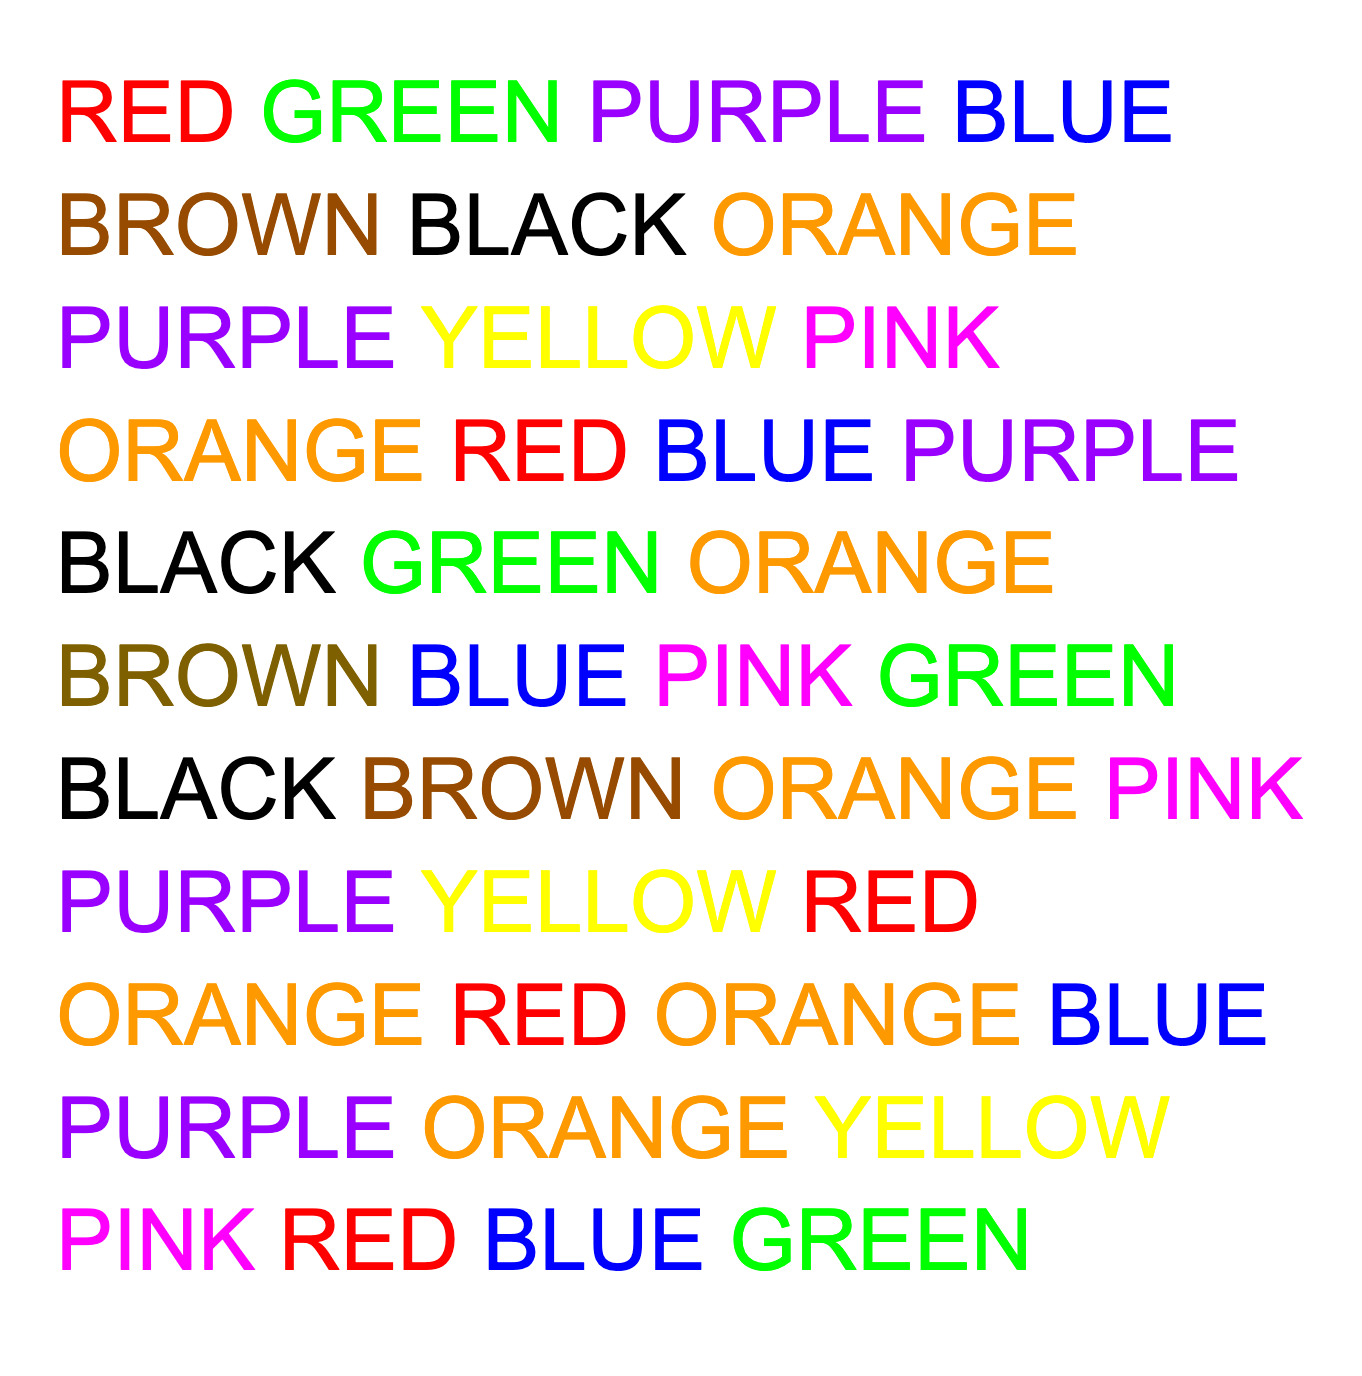 RED GREEN PURPLE BLUE
BROWN BLACK ORANGE
PURPLE YELLOW PINK
ORANGE RED BLUE PURPLE
BLACK GREEN ORANGE
BROWN BLUE PINK GREEN
BLACK BROWN ORANGE PINK
PURPLE YELLOW RED
ORANGE RED ORANGE BLUE
PURPLE ORANGE YELLOW
PINK RED BLUE GREEN